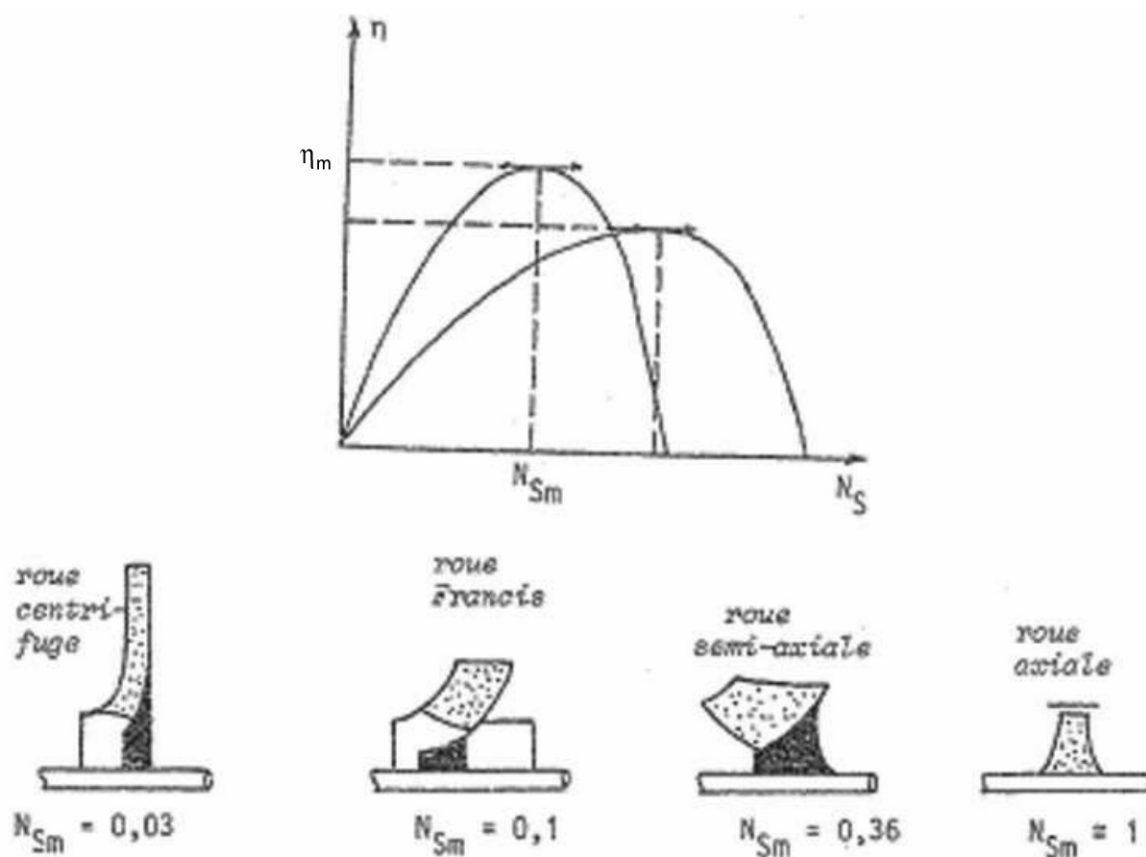 η
ηm
NSm
NS
roue
centri-
fuge
roue
Francis
roue
semi-axiale
roue
axiale
NSm = 0,03
NSm = 0,1
NSm = 0,36
NSm ≃ 1